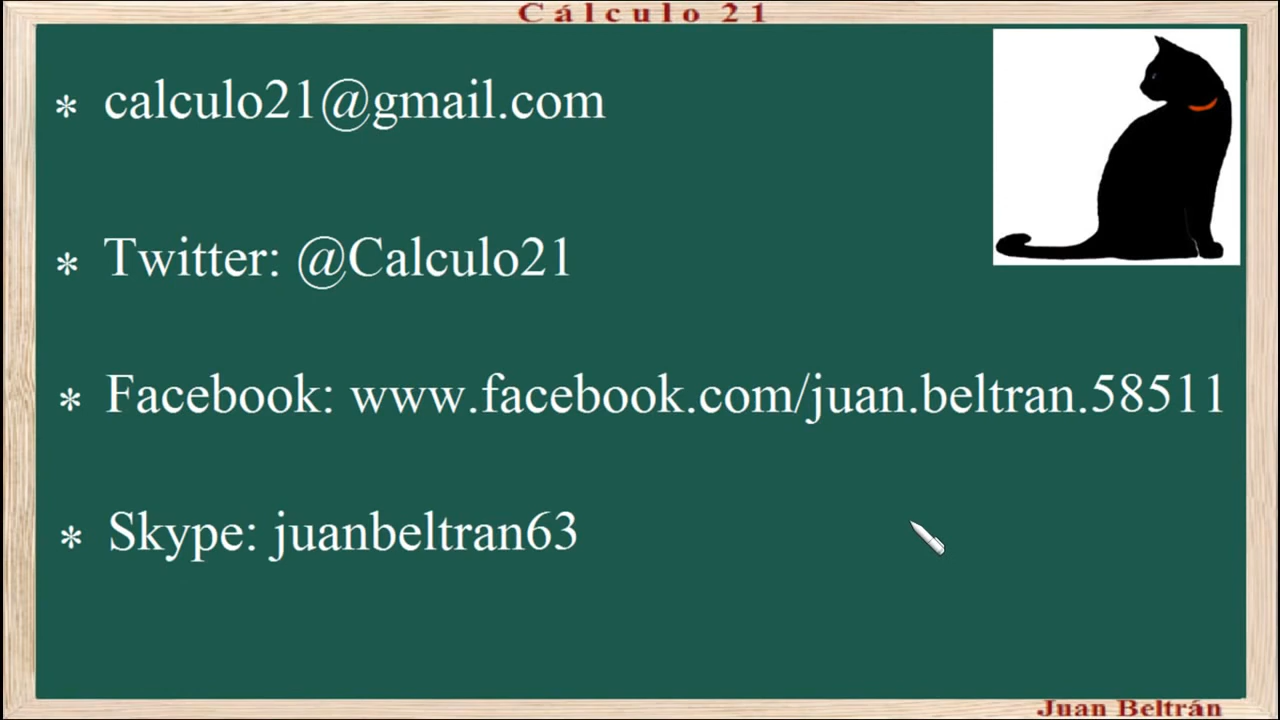 Cálculo 21
* calculo21@gmail.com
* Twitter: @Calculo21
* Facebook: www.facebook.com/juan.beltran.58511
* Skype: juanbeltran63
Juan Beltrán